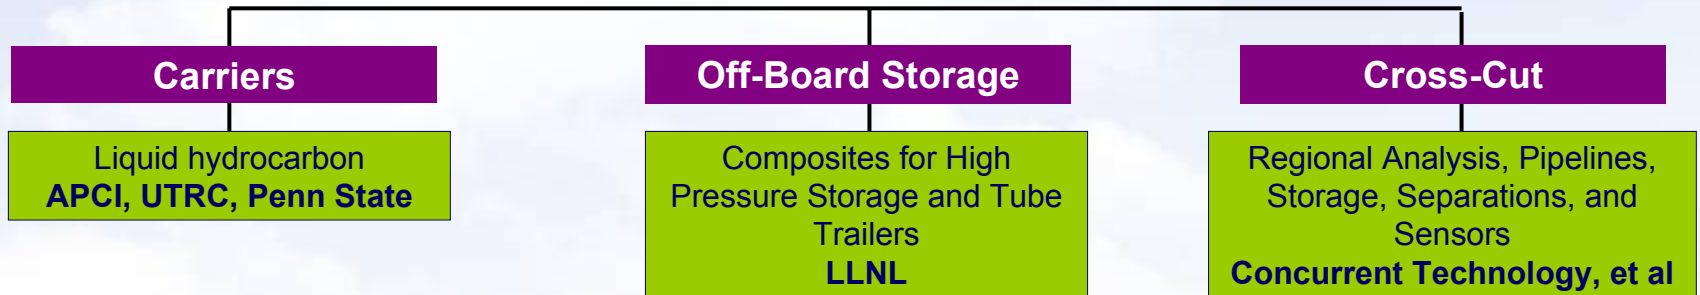 Carriers
Liquid hydrocarbon
APCI, UTRC, Penn State
Off-Board Storage
Composites for High
Pressure Storage and Tube
Trailers
LLNL
Cross-Cut
Regional Analysis, Pipelines,
Storage, Separations, and
Sensors
Concurrent Technology, et al